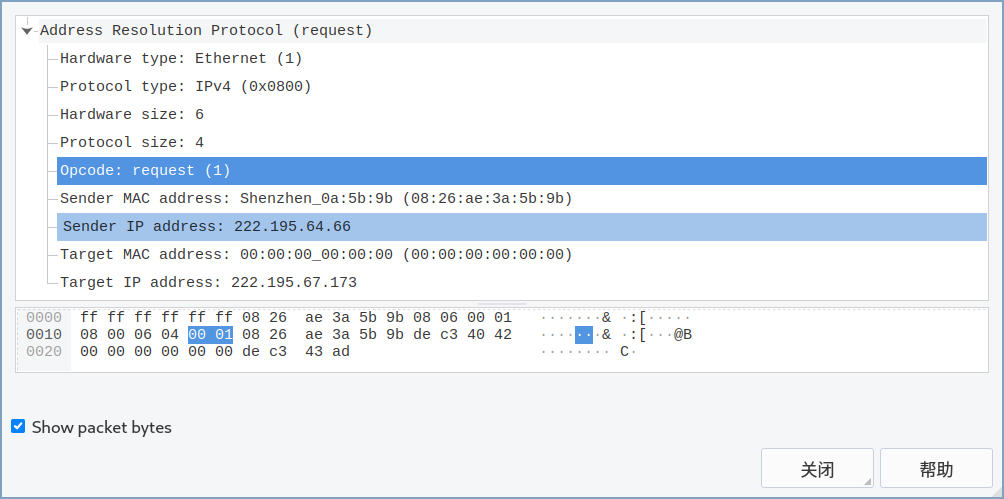 Address Resolution Protocol (request)
Hardware type: Ethernet (1)
Protocol type: IPv4 (0x0800)
Hardware size: 6
Protocol size: 4
Opcode: request (1)
Sender MAC address: Shenzhen_0a:5b:9b (08:26:ae:3a:5b:9b)
Sender IP address: 222.195.64.66
Target MAC address: 00:00:00_00:00:00 (00:00:00:00:00:00)
Target IP address: 222.195.67.173
0000 ff ff ff ff ff ff 08 26 ae 3a 5b 9b 08 06 00 01 ·······& ·:[·····
0010 08 00 06 04 00 01 08 26 ae 3a 5b 9b de c3 40 42 ·······& ·:[···@B
0020 00 00 00 00 00 00 de c3 43 ad ········ C·
Show packet bytes
关闭
帮助